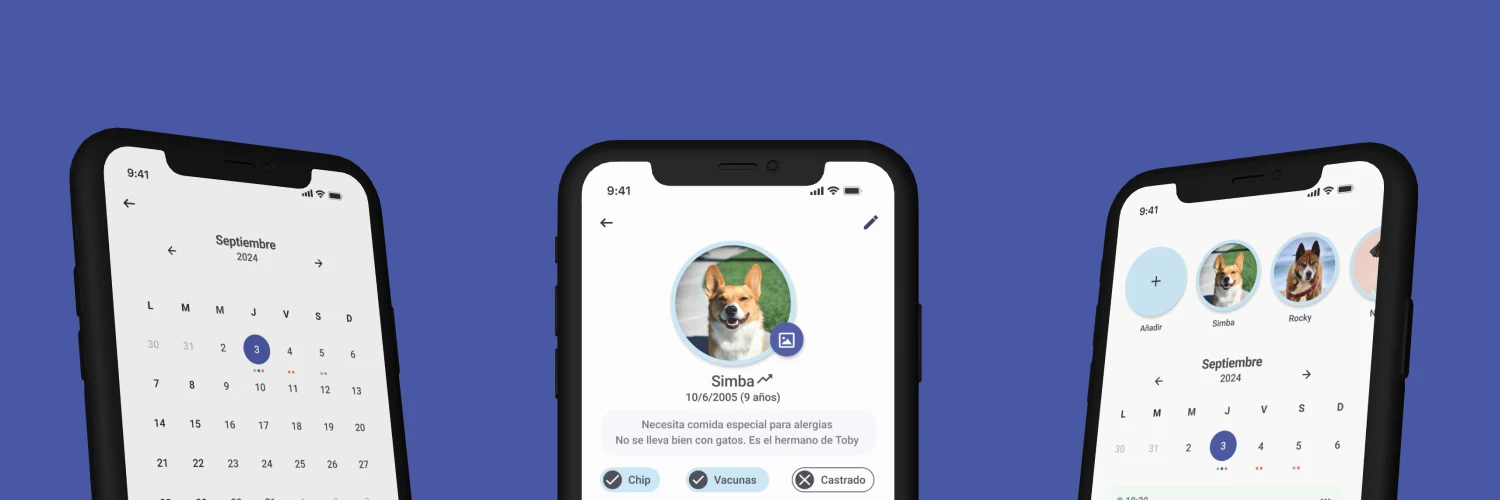 9:41
Septiembre
2024
L M M J V S D
30 31 2 3 4 5 6
7 8 9 10 11 12 13
14 15 16 17 18 19 20
21 22 23 24 25 26 27
9:41
Simba
10/6/2005 (9 años)
Necesita comida especial para alergias
No se lleva bien con gatos. Es el hermano de Toby
Chip Vacunas Castrado
9:41
Añadir Simba Rocky N
Septiembre
2024
L M M J V S D
30 31 2 3 4 5 6
10:30